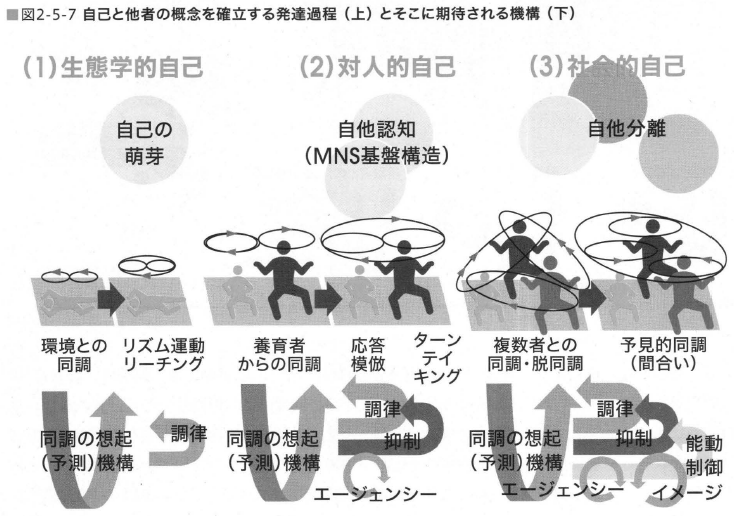 ■図2-5-7 自己と他者の概念を確立する発達過程（上）とそこに期待される機構（下）
(1)生態学的自己
(2)対人的自己
(3)社会的自己
自己の
萌芽
自他認知
（MNS基盤構造）
自他分離
環境との
同調
リズム運動
リーチング
養育者
からの同調
応答
模倣
ターン
テイ
キング
複数者との
同調・脱同調
予見的同調
（間合い）
同調の想起
（予測）機構
調律
同調の想起
（予測）機構
調律
抑制
エージェンシー
同調の想起
（予測）機構
調律
抑制
能動
制御
エージェンシー
イメージ